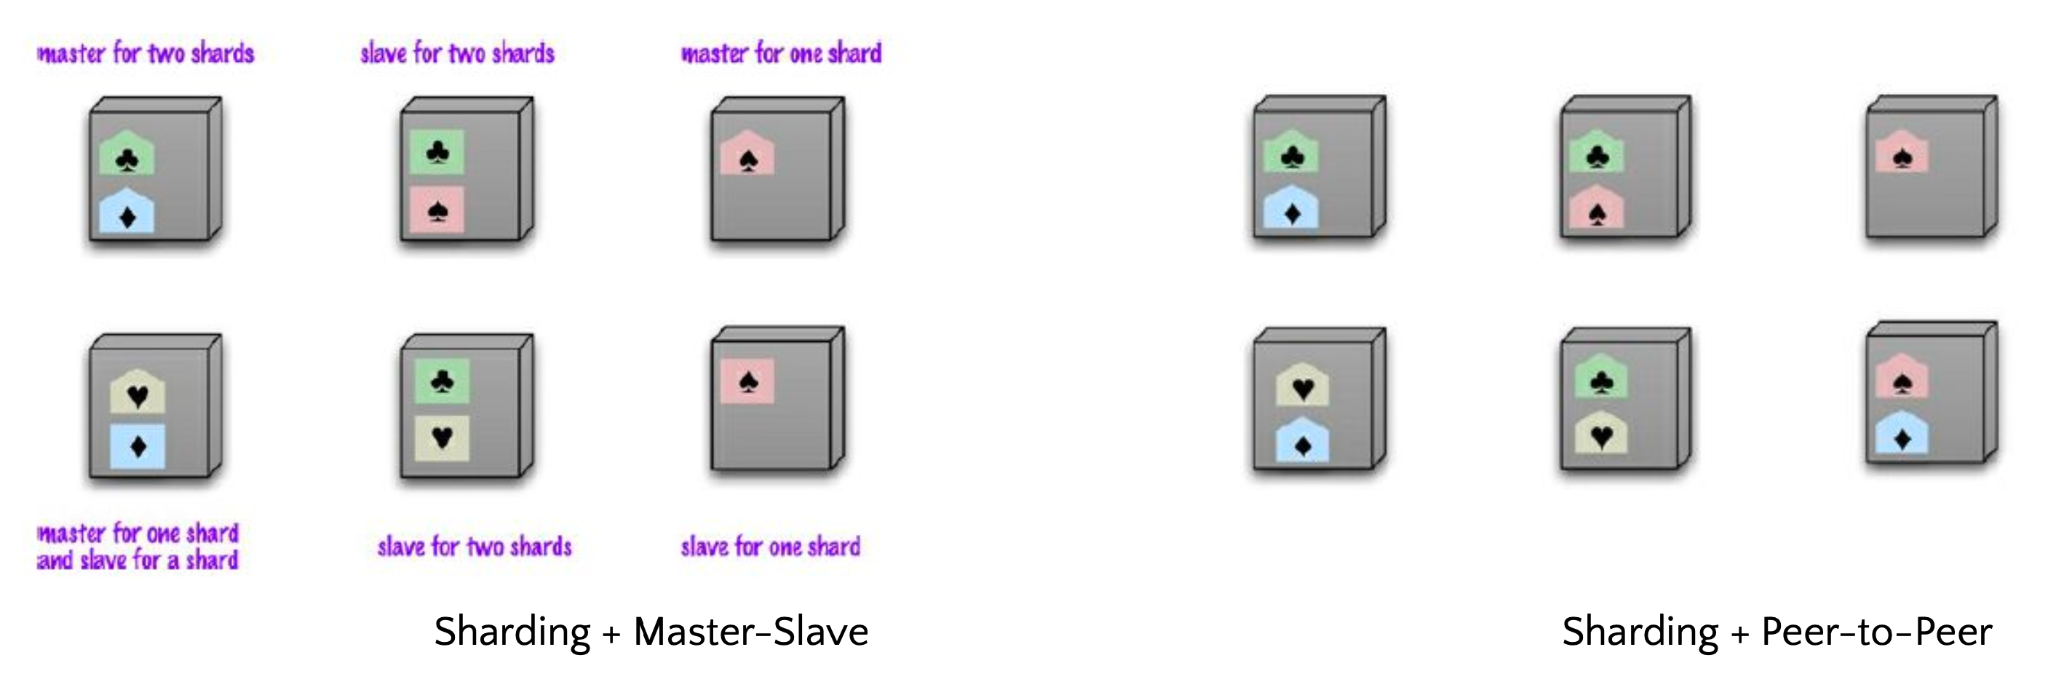 master for two shards
slave for two shards
master for one shard
master for one shard
and slave for a shard
slave for two shards
slave for one shard
Sharding + Master-Slave
Sharding + Peer-to-Peer